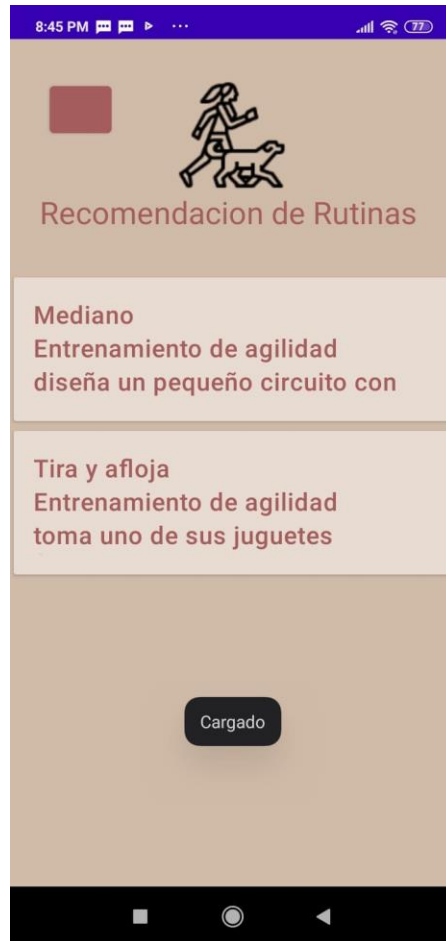 8:45 PM
77
Recomendacion de Rutinas
Mediano
Entrenamiento de agilidad
diseña un pequeño circuito con
Tira y afloja
Entrenamiento de agilidad
toma uno de sus juguetes
Cargado